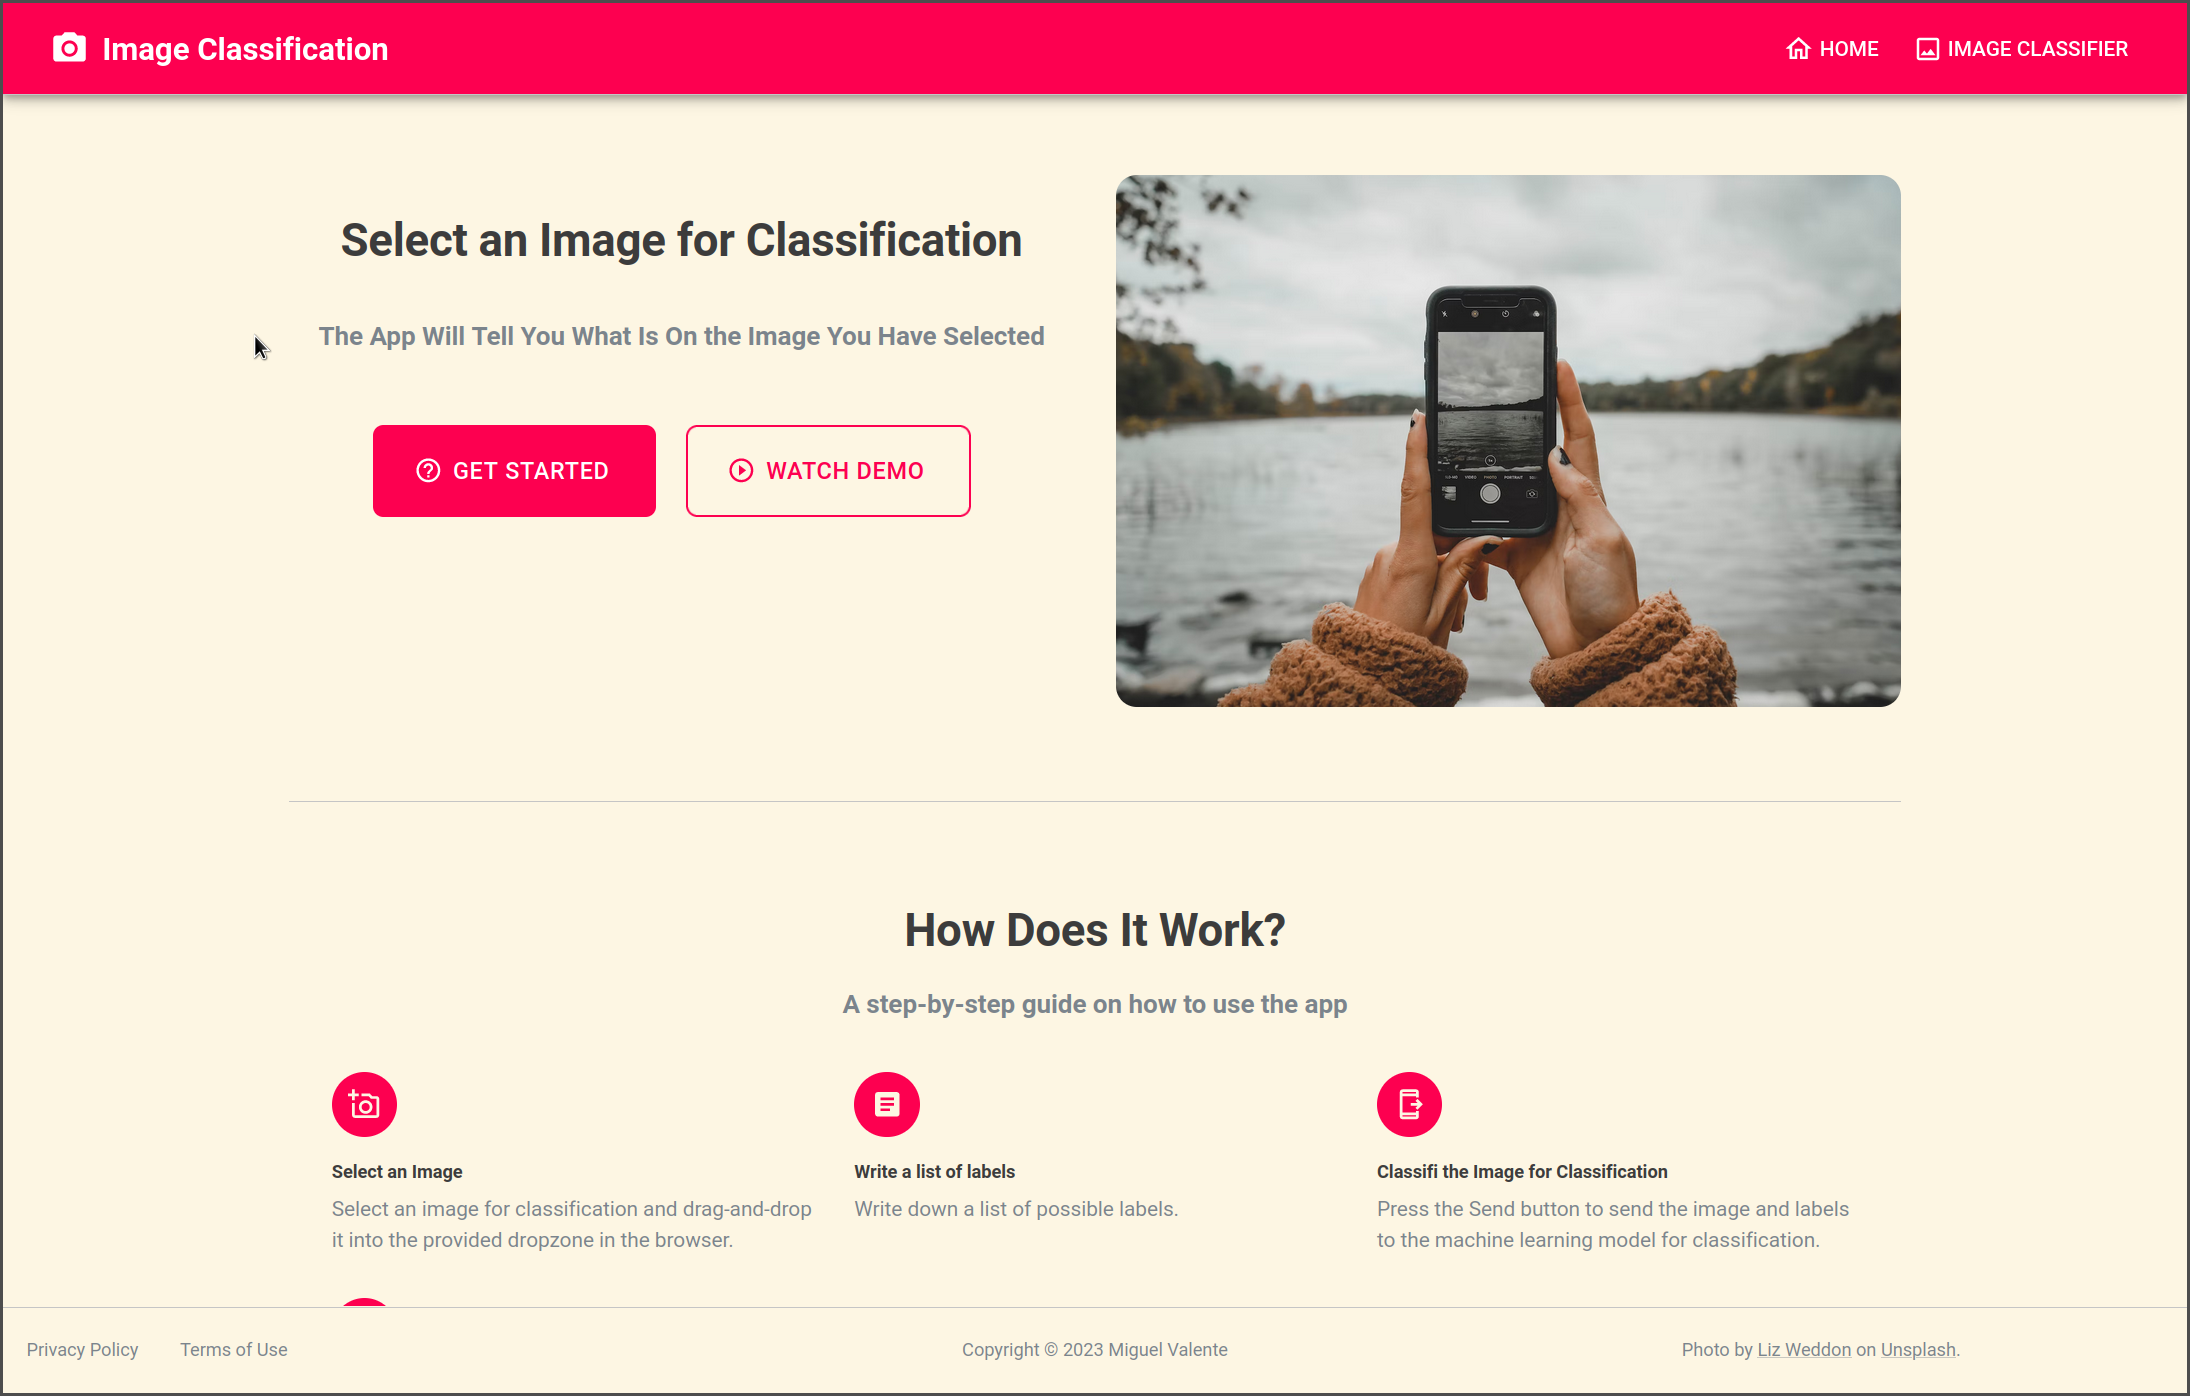 Image Classification
HOME
IMAGE CLASSIFIER
Select an Image for Classification
The App Will Tell You What Is On the Image You Have Selected
GET STARTED
WATCH DEMO
VIDEO PHOTO PORTRAIT
How Does It Work?
A step-by-step guide on how to use the app
Select an Image
Select an image for classification and drag-and-drop
it into the provided dropzone in the browser.
Write a list of labels
Write down a list of possible labels.
Classifi the Image for Classification
Press the Send button to send the image and labels
to the machine learning model for classification.
Privacy Policy
Terms of Use
Copyright © 2023 Miguel Valente
Photo by Liz Weddon on Unsplash.